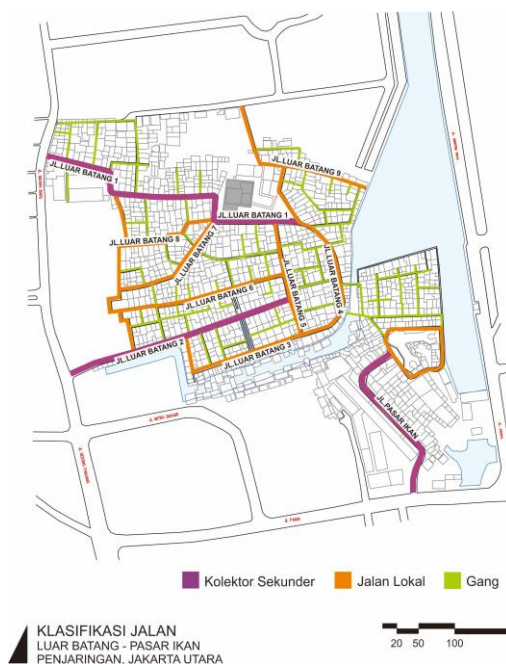 JL.LUAR BATANG 1
JL.LUAR BATANG 9
JL.LUAR BATANG 1
JL.LUAR BATANG 8
JL.LUAR BATANG 7
JL.LUAR BATANG 6
JL.LUAR BATANG 5
JL.LUAR BATANG 4
JL.LUAR BATANG 2
JL.LUAR BATANG 3
JL.PASAR IKAN
Kolektor Sekunder
Jalan Lokal
Gang
KLASIFIKASI JALAN
LUAR BATANG - PASAR IKAN
PENJARINGAN, JAKARTA UTARA
20 50 100